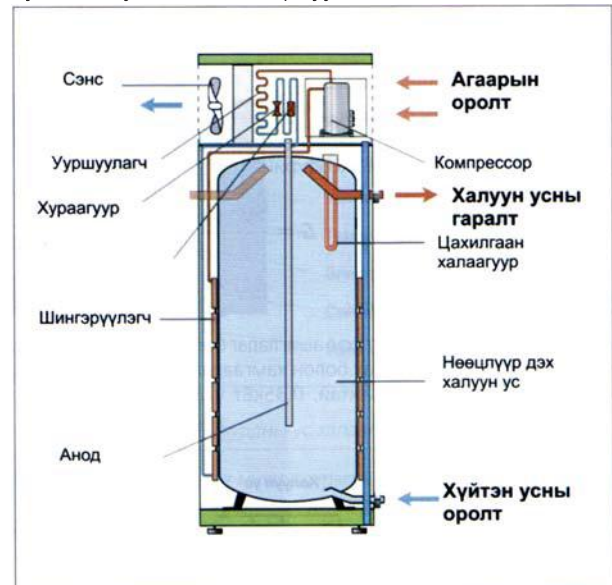 Сэнс
Агаарын
оролт
Ууршуулагч
Компрессор
Хураагуур
Халуун усны
гаралт
Цахилгаан
халаагуур
Шингэрүүлэгч
Нөөцлүүр дэх
халуун ус
Анод
Хүйтэн усны
оролт